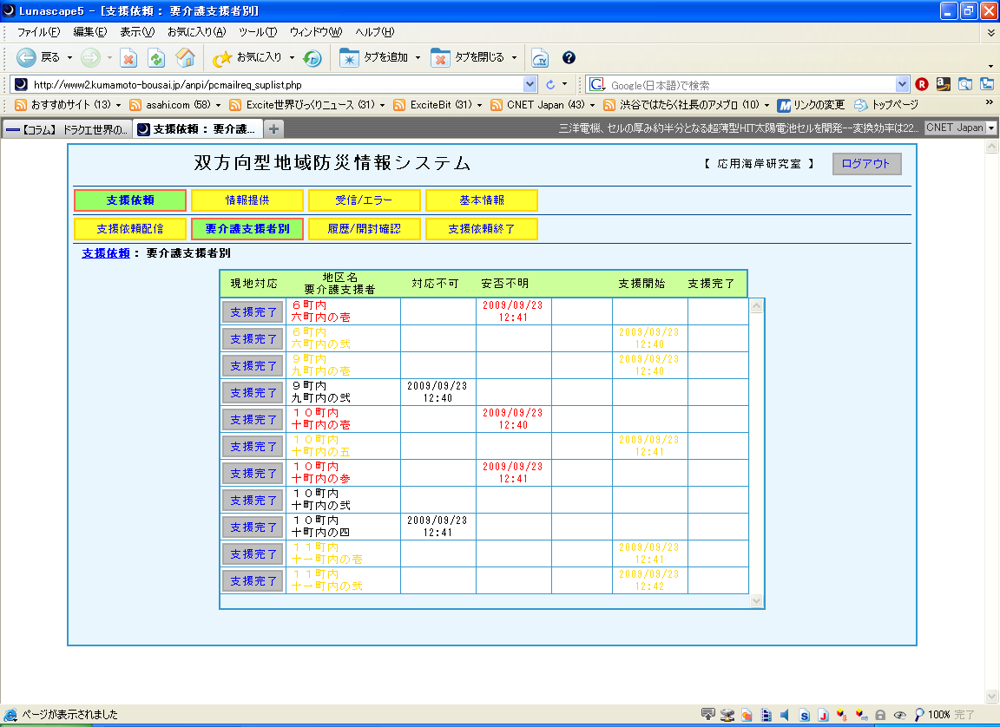 Lunascape5 - [支援依頼 : 要介護支援者別]
ファイル(F) 編集(E) 表示(V) お気に入り(A) ツール(T) ウィンドウ(W) ヘルプ(H)
戻る お気に入り タブを追加 タブを閉じる
http://www2.kumamoto-bousai.jp/anpi/pcmailreq_suplist.php Google(日本語)で検索
おすすめサイト (13) asahi.com (58) Excite世界びっくりニュース (31) ExciteBit (31) CNET Japan (43) 渋谷ではたらく社長のアメブロ (10) リンクの変更 トップページ
【コラム】 ドラクエ世界の... 支援依頼 : 要介護... 三洋電機、セルの厚み約半分となる超薄型HIT太陽電池セルを開発--変換効率は22... CNET Japan
双方向型地域防災情報システム 【 応用海岸研究室 】 ログアウト
支援依頼 情報提供 受信/エラー 基本情報
支援依頼配信 要介護支援者別 履歴/開封確認 支援依頼終了
支援依頼 : 要介護支援者別
現地対応 地区名 要介護支援者 対応不可 安否不明 支援開始 支援完了
支援完了 6町内 2009/09/23
六町内の壱 12:41
支援完了 6町内 2009/09/23
六町内の弐 12:40
支援完了 9町内 2009/09/23
九町内の壱 12:40
支援完了 9町内 2009/09/23
九町内の弐 12:40
支援完了 10町内 2009/09/23
十町内の壱 12:40
支援完了 10町内 2009/09/23
十町内の五 12:41
支援完了 10町内 2009/09/23
十町内の参 12:41
支援完了 10町内
十町内の弐
支援完了 10町内 2009/09/23
十町内の四 12:41
支援完了 11町内 2009/09/23
十一町内の壱 12:41
支援完了 11町内 2009/09/23
十一町内の弐 12:42
ページが表示されました 100% 完了